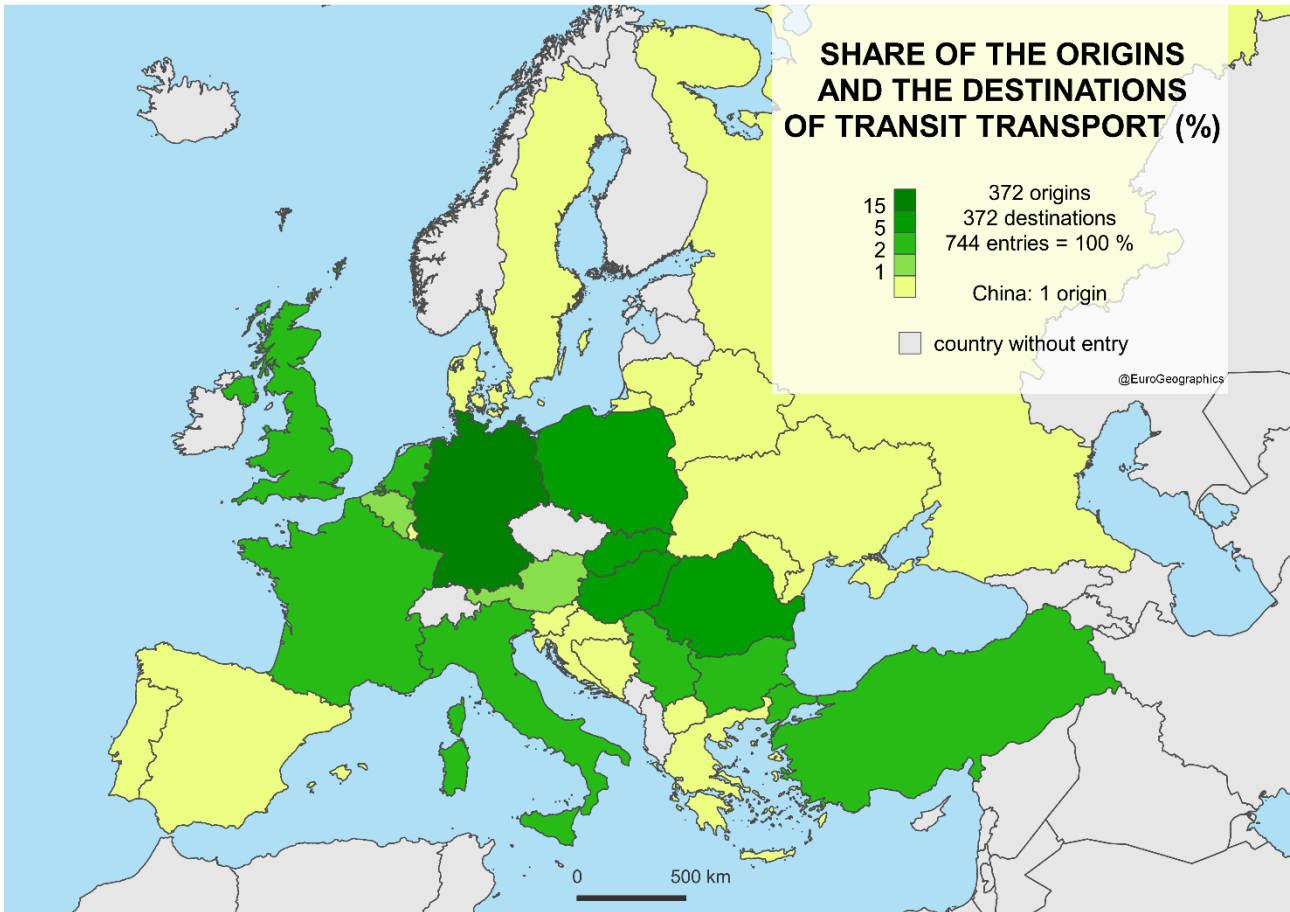 SHARE OF THE ORIGINS
AND THE DESTINATIONS
OF TRANSIT TRANSPORT (%)
15
5
2
1
372 origins
372 destinations
744 entries = 100 %
China: 1 origin
country without entry
@EuroGeographics
0 500 km